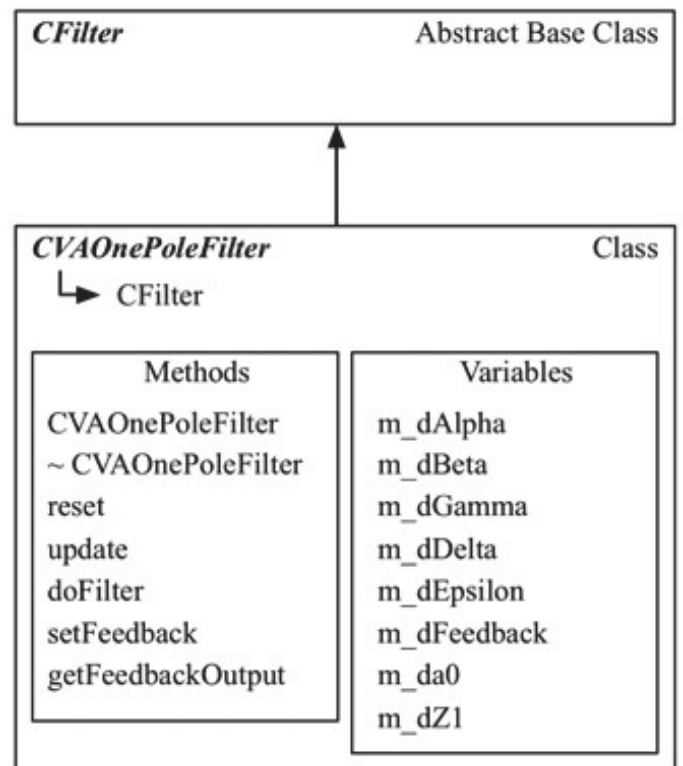 CFilter Abstract Base Class
CVAOnePoleFilter Class
CFilter
Methods
CVAOnePoleFilter
~ CVAOnePoleFilter
reset
update
doFilter
setFeedback
getFeedbackOutput
Variables
m_dAlpha
m_dBeta
m_dGamma
m_dDelta
m_dEpsilon
m_dFeedback
m_da0
m_dZ1